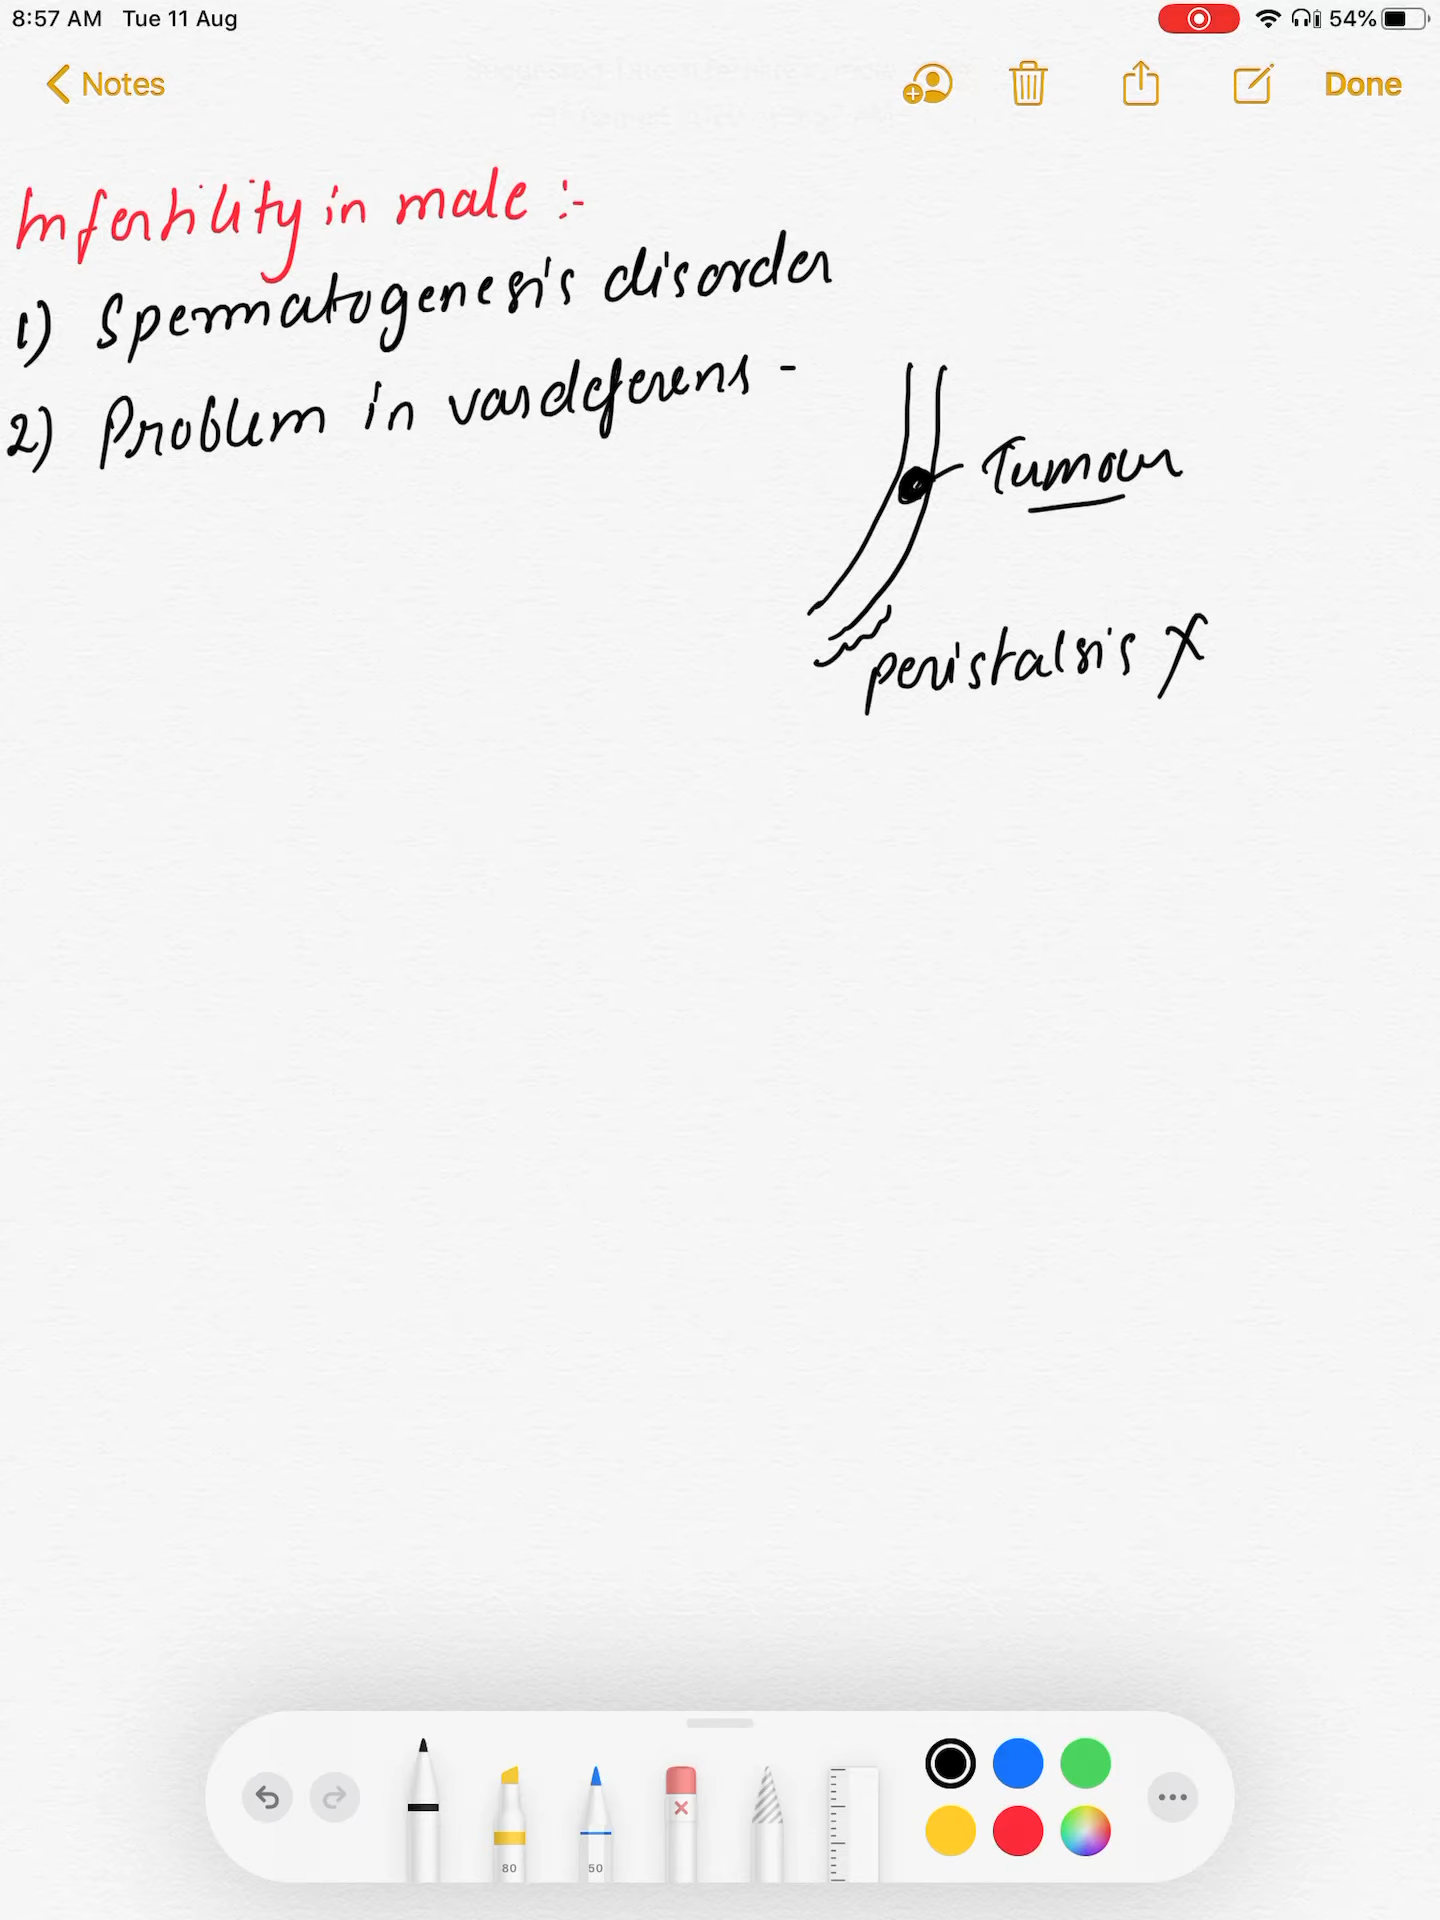 8:57 AM Tue 11 Aug
54%
Notes
Done
Infertility in male :-
1) Spermatogenesis disorder
2) Problem in vasdeferens -
Tumour
peristalsis X
80
50